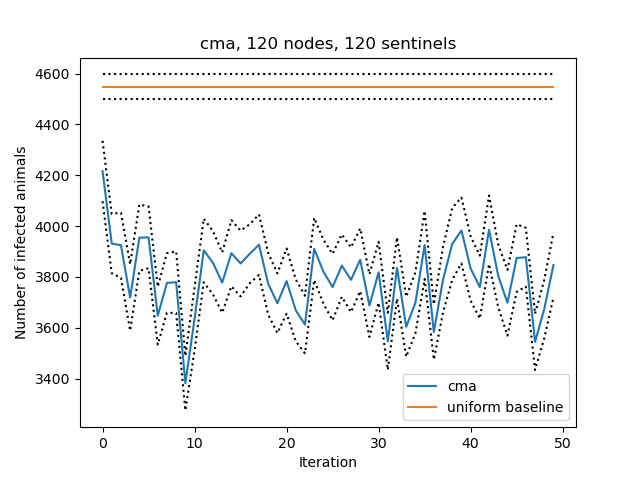 cma, 120 nodes, 120 sentinels
Number of infected animals
4600
4400
4200
4000
3800
3600
3400
0 10 20 30 40 50
Iteration
cma
uniform baseline